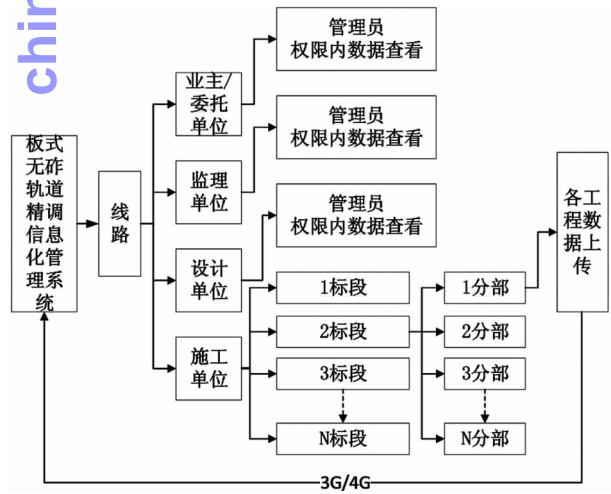 chin
管理员
权限内数据查看
业主/
委托
单位
管理员
权限内数据查看
板式
无砟
轨道
精调
信息
化管
理系
统
线
路
监理
单位
各工
程数
据上
传
管理员
权限内数据查看
设计
单位
1标段
1分部
2标段
2分部
施工
单位
3标段
3分部
N标段
N分部
3G/4G